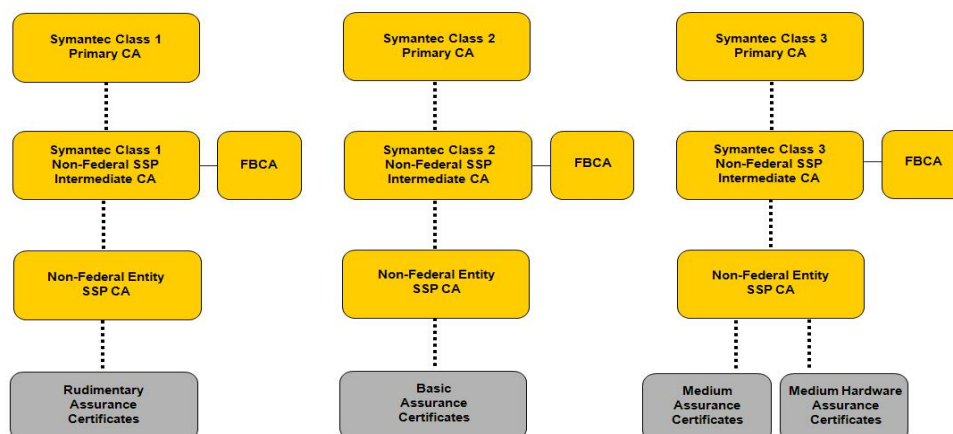 Symantec Class 1
Primary CA
Symantec Class 2
Primary CA
Symantec Class 3
Primary CA
Symantec Class 1
Non-Federal SSP
Intermediate CA
FBCA
Symantec Class 2
Non-Federal SSP
Intermediate CA
FBCA
Symantec Class 3
Non-Federal SSP
Intermediate CA
FBCA
Non-Federal Entity
SSP CA
Non-Federal Entity
SSP CA
Non-Federal Entity
SSP CA
Rudimentary
Assurance
Certificates
Basic
Assurance
Certificates
Medium
Assurance
Certificates
Medium Hardware
Assurance
Certificates